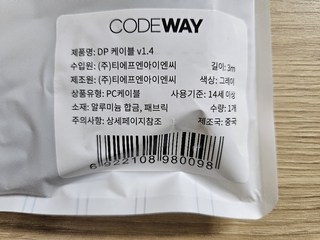 CODEWAY
제품명: DP 케이블 v1.4
수입원: (주)티에프엔아이엔씨 길이: 3m
제조원: (주)티에프엔아이엔씨 색상: 그레이
상품유형: PC케이블 사용기준: 14세 이상
소재: 알루미늄 합금, 패브릭 수량: 1개
주의사항: 상세페이지참조 제조국: 중국
6 922108 980098